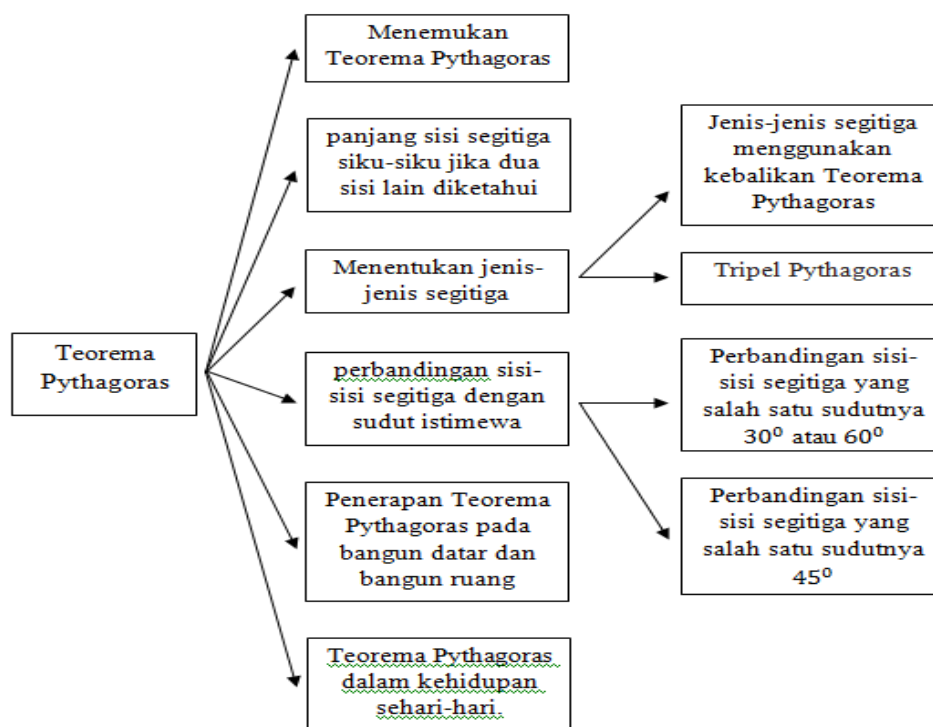 Teorema
Pythagoras
Menemukan
Teorema Pythagoras
panjang sisi segitiga
siku-siku jika dua
sisi lain diketahui
Menentukan jenis-
jenis segitiga
Jenis-jenis segitiga
menggunakan
kebalikan Teorema
Pythagoras
Tripel Pythagoras
perbandingan sisi-
sisi segitiga dengan
sudut istimewa
Perbandingan sisi-
sisi segitiga yang
salah satu sudutnya
30⁰ atau 60⁰
Perbandingan sisi-
sisi segitiga yang
salah satu sudutnya
45⁰
Penerapan Teorema
Pythagoras pada
bangun datar dan
bangun ruang
Teorema Pythagoras
dalam kehidupan
sehari-hari.